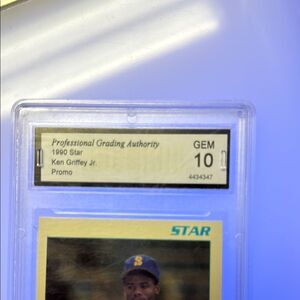 Professional Grading Authority
1990 Star
Ken Griffey Jr.
Promo
GEM
10
4434347
STAR
S